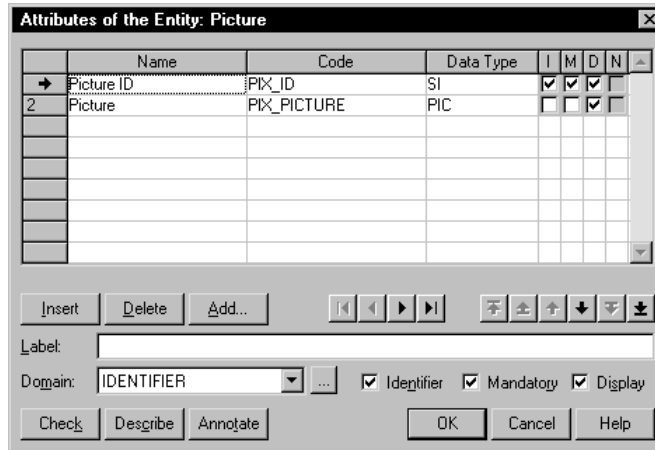 Attributes of the Entity: Picture
Name Code Data Type I M D N
Picture ID PIX_ID SI
2 Picture PIX_PICTURE PIC
Insert Delete Add...
Label:
Domain: IDENTIFIER ... Identifier Mandatory Display
Check Describe Annotate OK Cancel Help